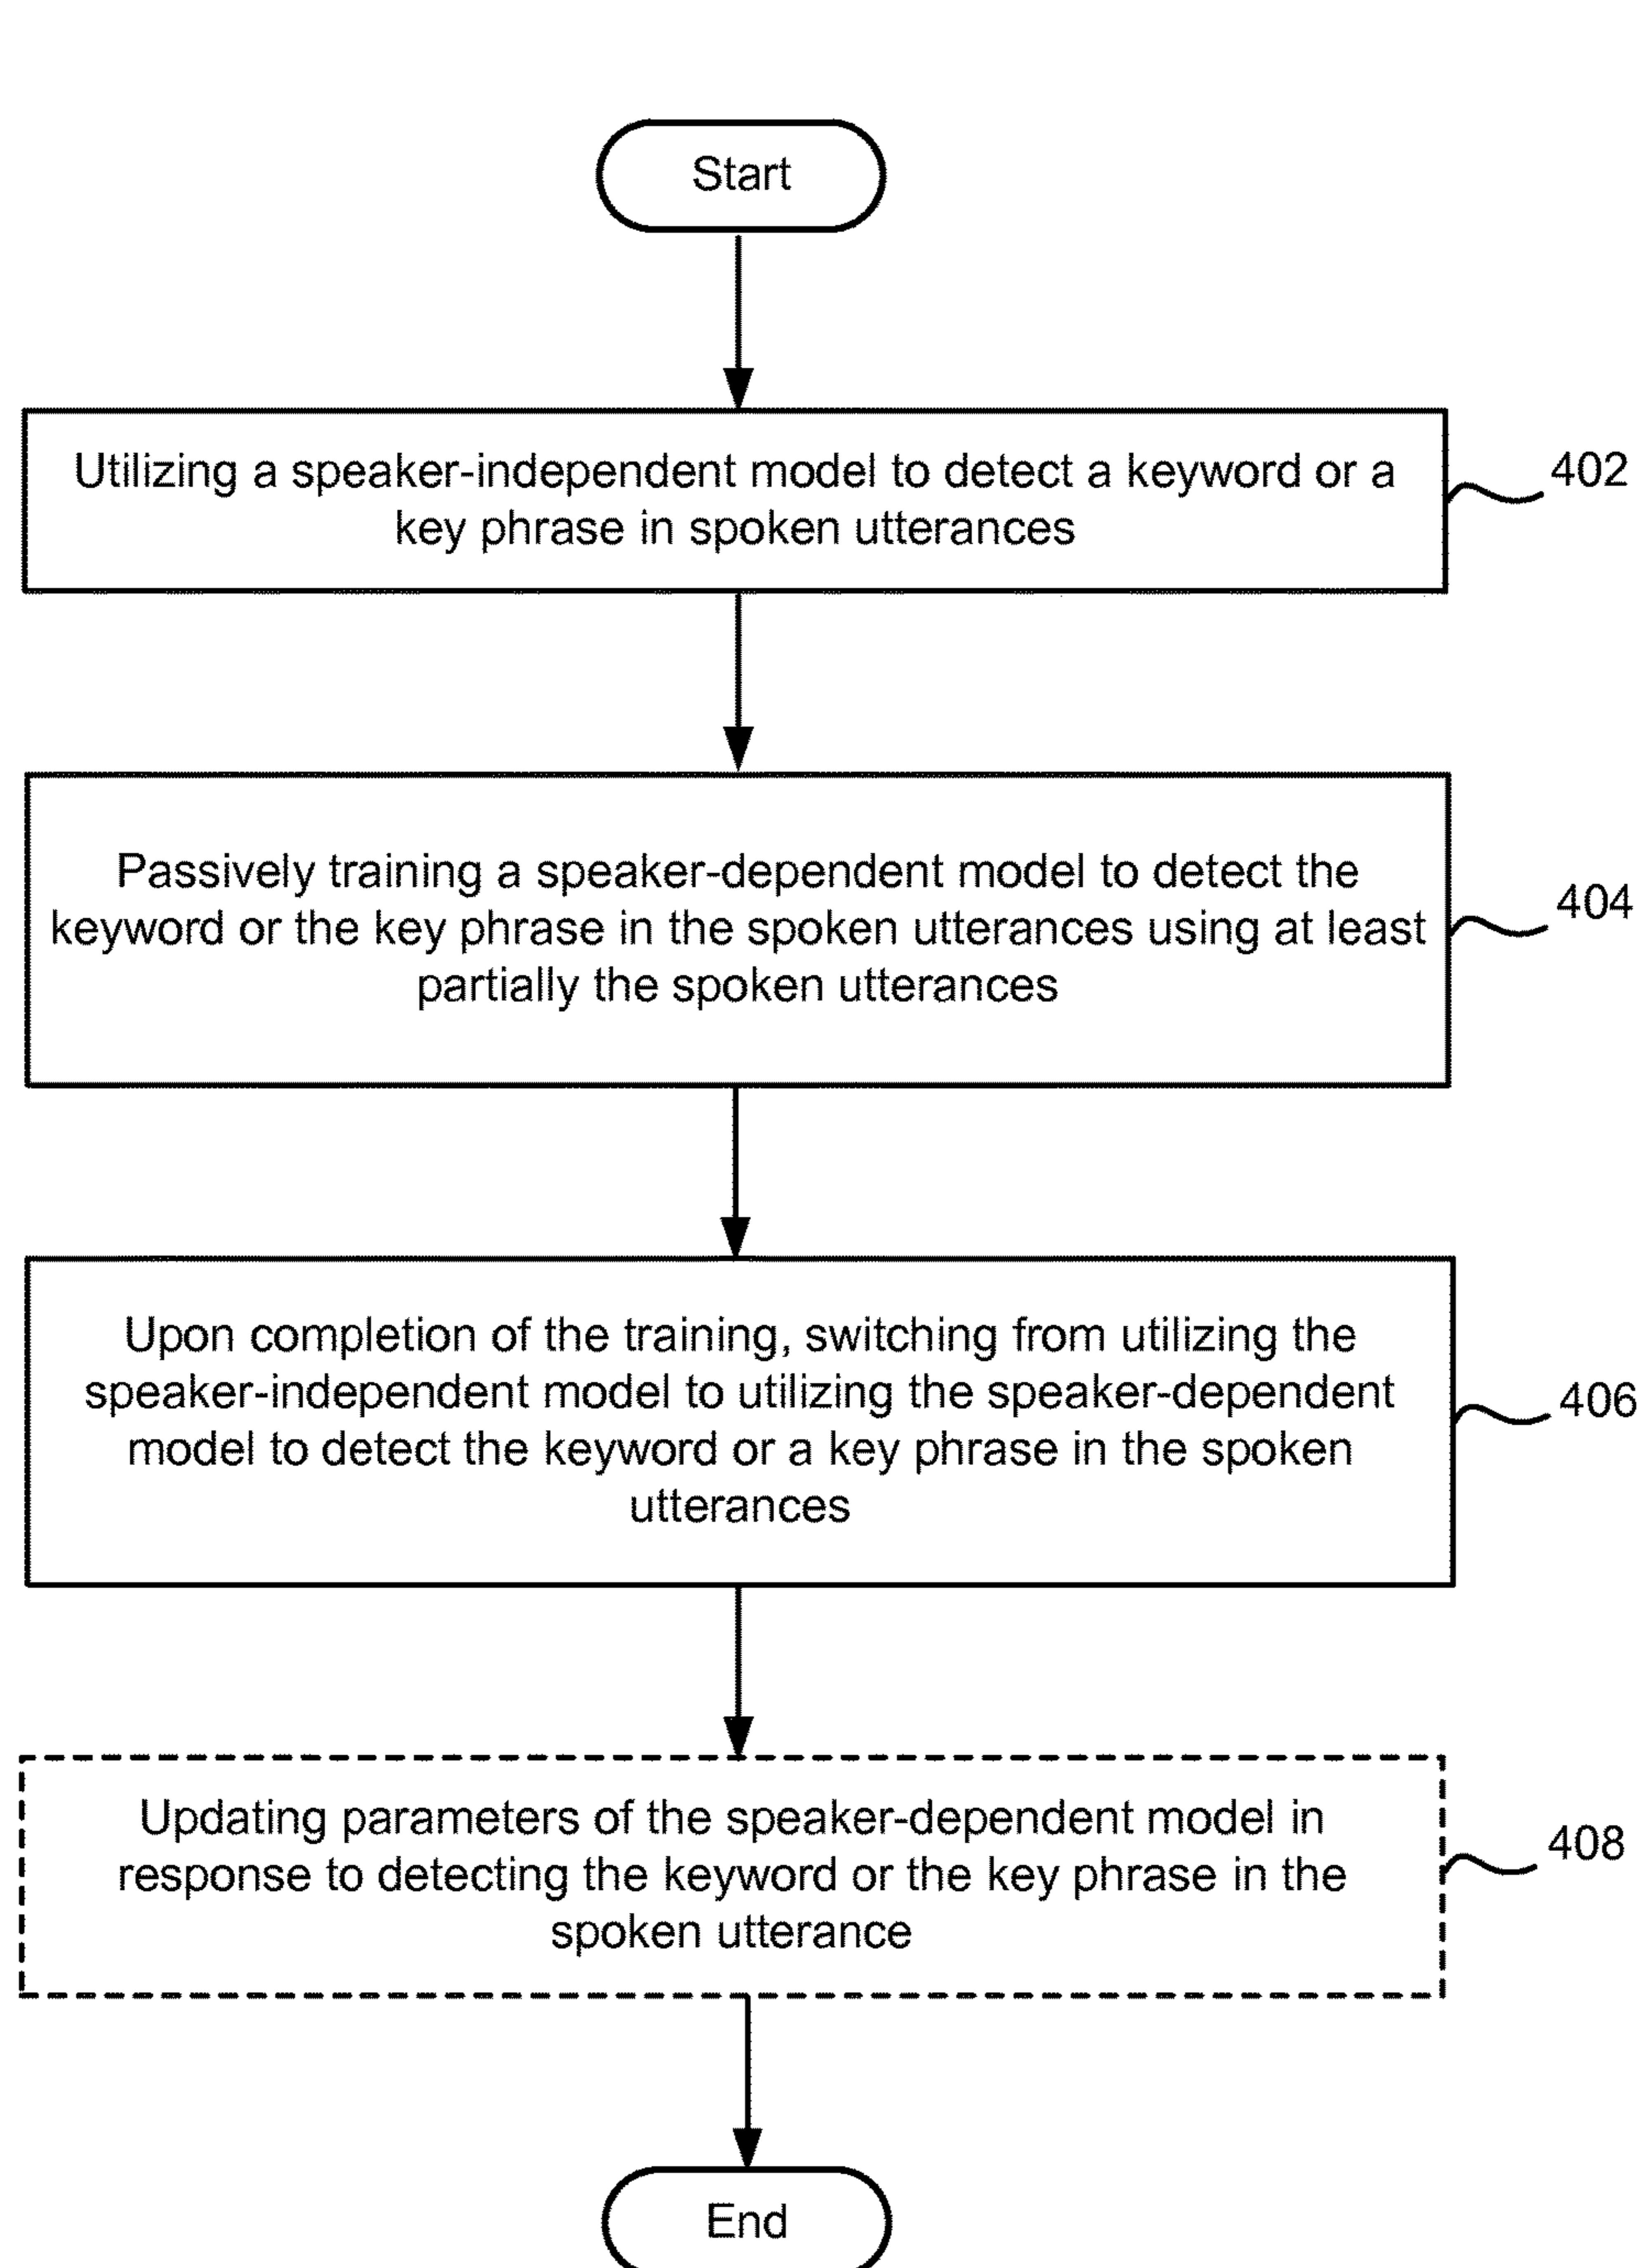 Start
Utilizing a speaker-independent model to detect a keyword or a
key phrase in spoken utterances
402
Passively training a speaker-dependent model to detect the
keyword or the key phrase in the spoken utterances using at least
partially the spoken utterances
404
Upon completion of the training, switching from utilizing the
speaker-independent model to utilizing the speaker-dependent
model to detect the keyword or a key phrase in the spoken
utterances
406
Updating parameters of the speaker-dependent model in
response to detecting the keyword or the key phrase in the
spoken utterance
408
End